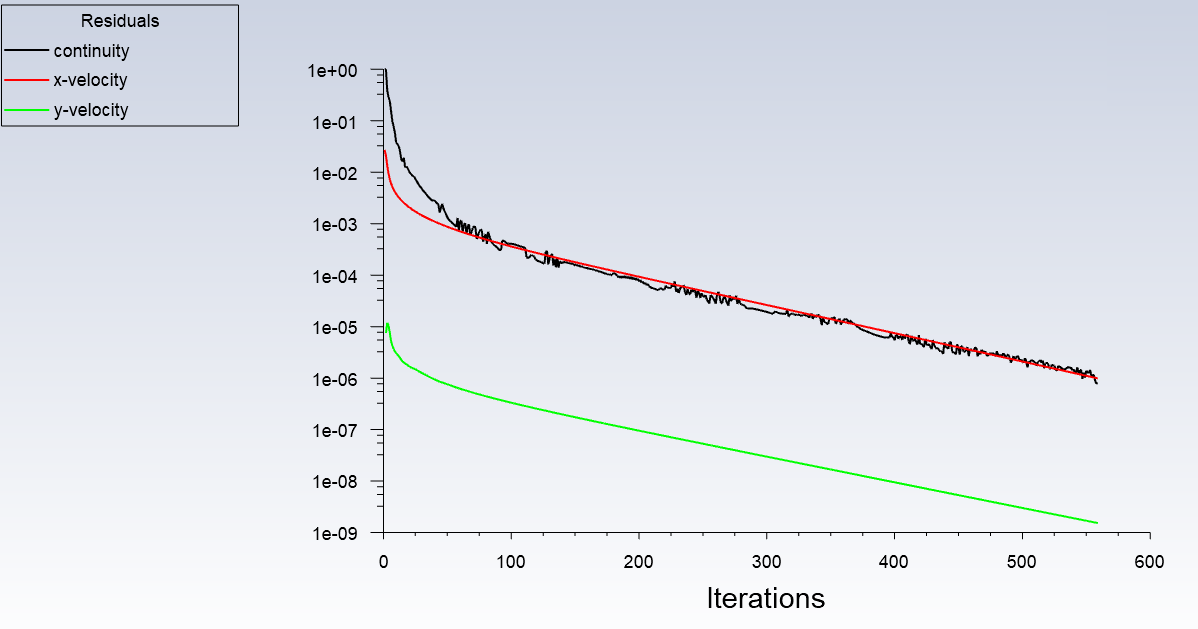 Residuals
continuity
x-velocity
y-velocity
1e+00
1e-01
1e-02
1e-03
1e-04
1e-05
1e-06
1e-07
1e-08
1e-09
0 100 200 300 400 500 600
Iterations